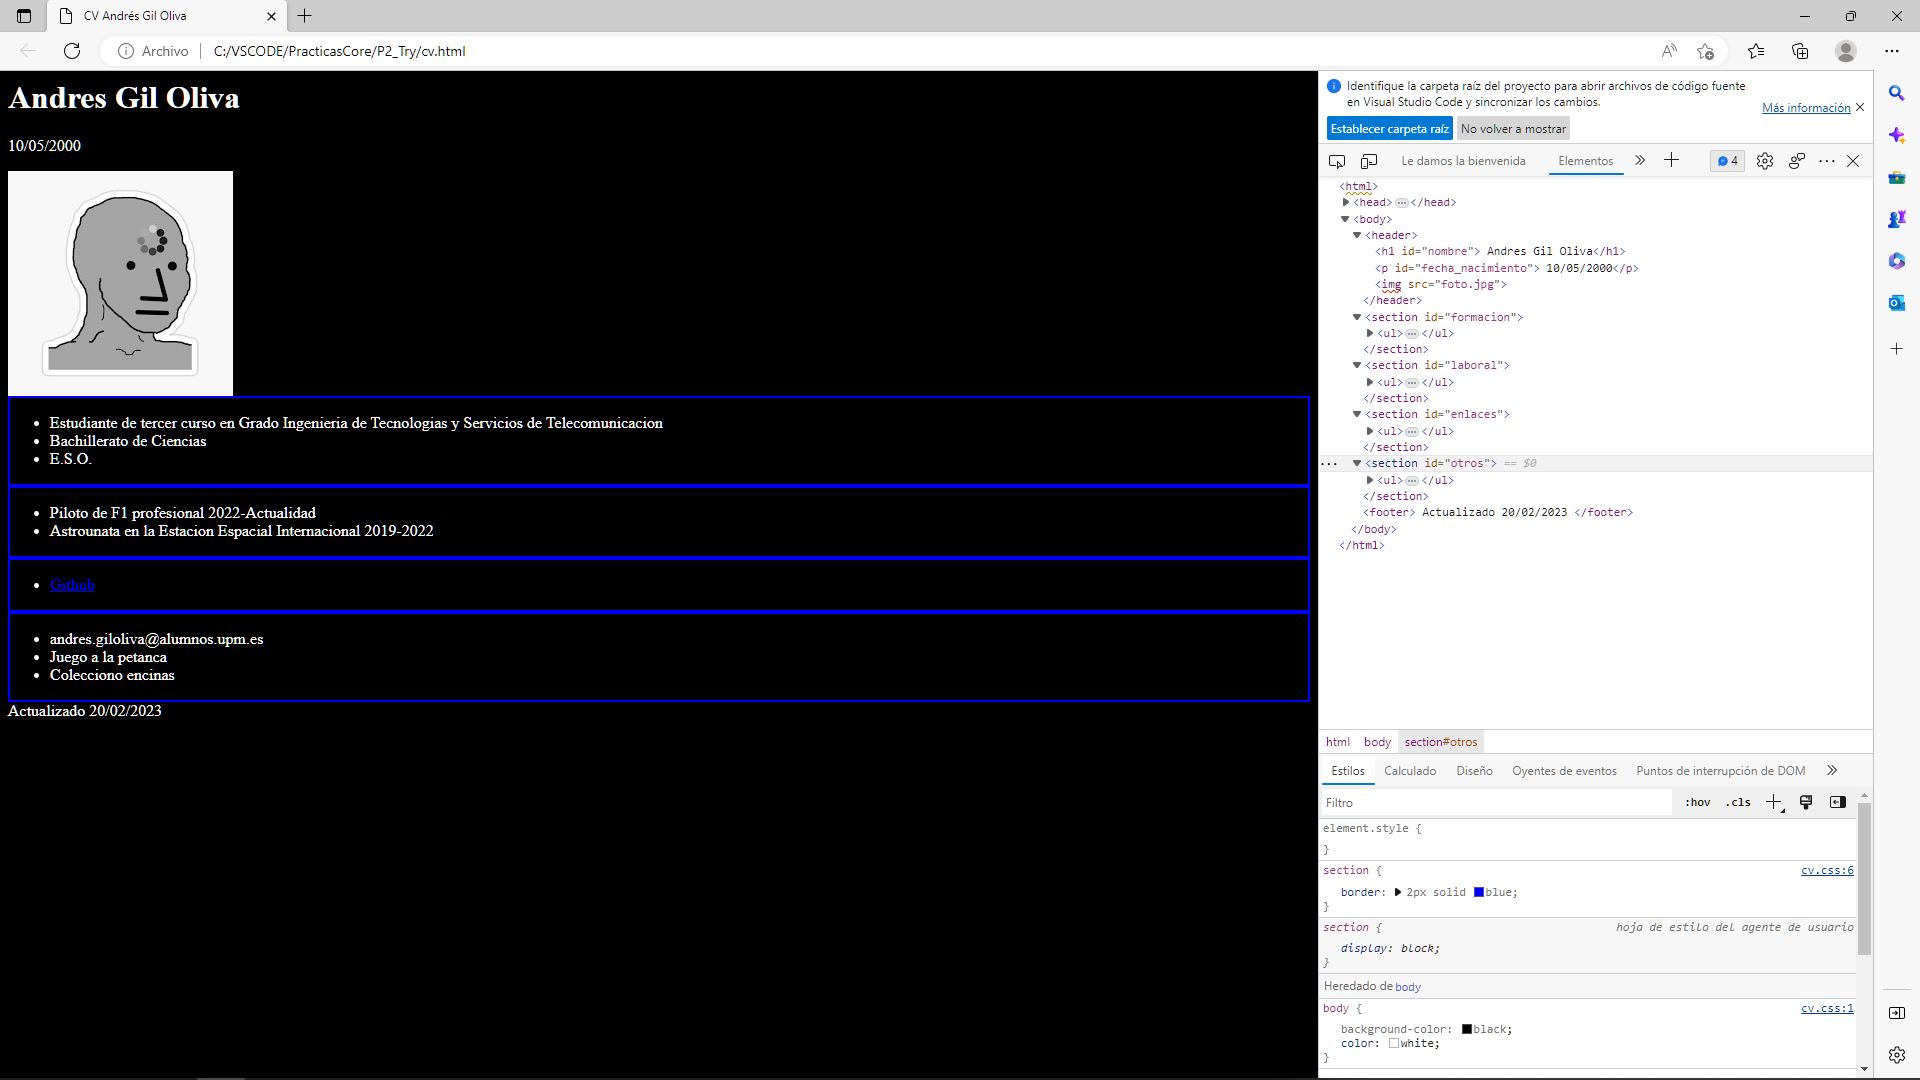 CV Andrés Gil Oliva
Archivo
C:/VSCODE/PracticasCore/P2_Try/cv.html
Andres Gil Oliva
10/05/2000
Estudiante de tercer curso en Grado Ingenieria de Tecnologias y Servicios de Telecomunicacion
Bachillerato de Ciencias
E.S.O.
Piloto de F1 profesional 2022-Actualidad
Astrounata en la Estacion Espacial Internacional 2019-2022
Github
andres.giloliva@alumnos.upm.es
Juego a la petanca
Colecciono encinas
Actualizado 20/02/2023
Identifique la carpeta raíz del proyecto para abrir archivos de código fuente
en Visual Studio Code y sincronizar los cambios.
Más información
Establecer carpeta raíz No volver a mostrar
Le damos la bienvenida Elementos 4
<html>
<head> ... </head>
<body>
<header>
<h1 id="nombre"> Andres Gil Oliva</h1>
<p id="fecha_nacimiento"> 10/05/2000</p>
<img src="foto.jpg">
</header>
<section id="formacion">
<ul> ... </ul>
</section>
<section id="laboral">
<ul> ... </ul>
</section>
<section id="enlaces">
<ul> ... </ul>
</section>
<section id="otros"> == $0
<ul> ... </ul>
</section>
<footer> Actualizado 20/02/2023 </footer>
</body>
</html>
html body section#otros
Estilos Calculado Diseño Oyentes de eventos Puntos de interrupción de DOM
Filtro :hov .cls
element.style {
}
section { cv.css:6
border: 2px solid blue;
}
section { hoja de estilo del agente de usuario
display: block;
}
Heredado de body
body { cv.css:1
background-color: black;
color: white;
}